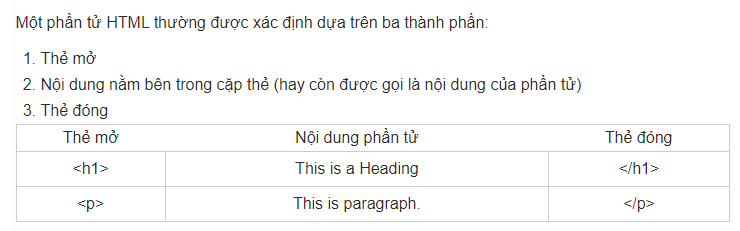 Một phần tử HTML thường được xác định dựa trên ba thành phần:
1. Thẻ mở
2. Nội dung nằm bên trong cặp thẻ (hay còn được gọi là nội dung của phần tử)
3. Thẻ đóng
Thẻ mở Nội dung phần tử Thẻ đóng
<h1> This is a Heading </h1>
<p> This is paragraph. </p>